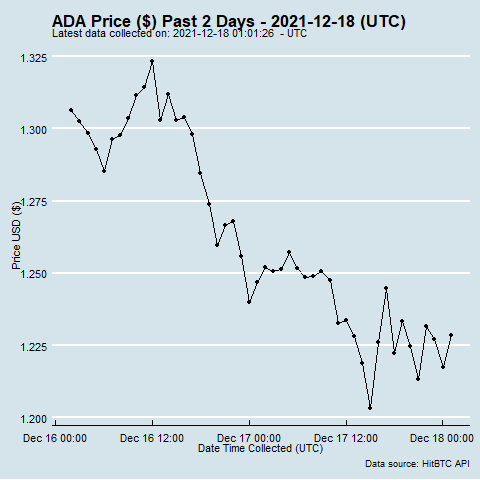 ADA Price ($) Past 2 Days - 2021-12-18 (UTC)
Latest data collected on: 2021-12-18 01:01:26  - UTC
1.325
1.300
1.275
1.250
1.225
1.200
Price USD ($)
Dec 16 00:00
Dec 16 12:00
Dec 17 00:00
Dec 17 12:00
Dec 18 00:00
Date Time Collected (UTC)
Data source: HitBTC API